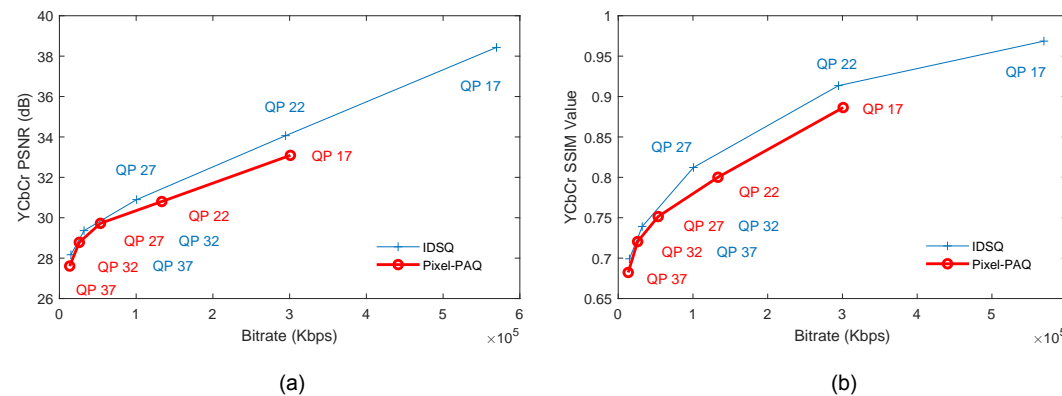 40
38
36
34
32
30
28
26
YCbCr PSNR (dB)
QP 17
QP 22
QP 27
QP 17
QP 22
QP 27
QP 32
QP 32
QP 37
QP 37
IDSQ
Pixel-PAQ
0
1
2
3
4
5
6
Bitrate (Kbps)
×10⁵
(a)
1
0.95
0.9
0.85
0.8
0.75
0.7
0.65
YCbCr SSIM Value
QP 22
QP 17
QP 17
QP 27
QP 22
QP 27
QP 32
QP 32
QP 37
QP 37
IDSQ
Pixel-PAQ
0
1
2
3
4
5
Bitrate (Kbps)
×10⁵
(b)